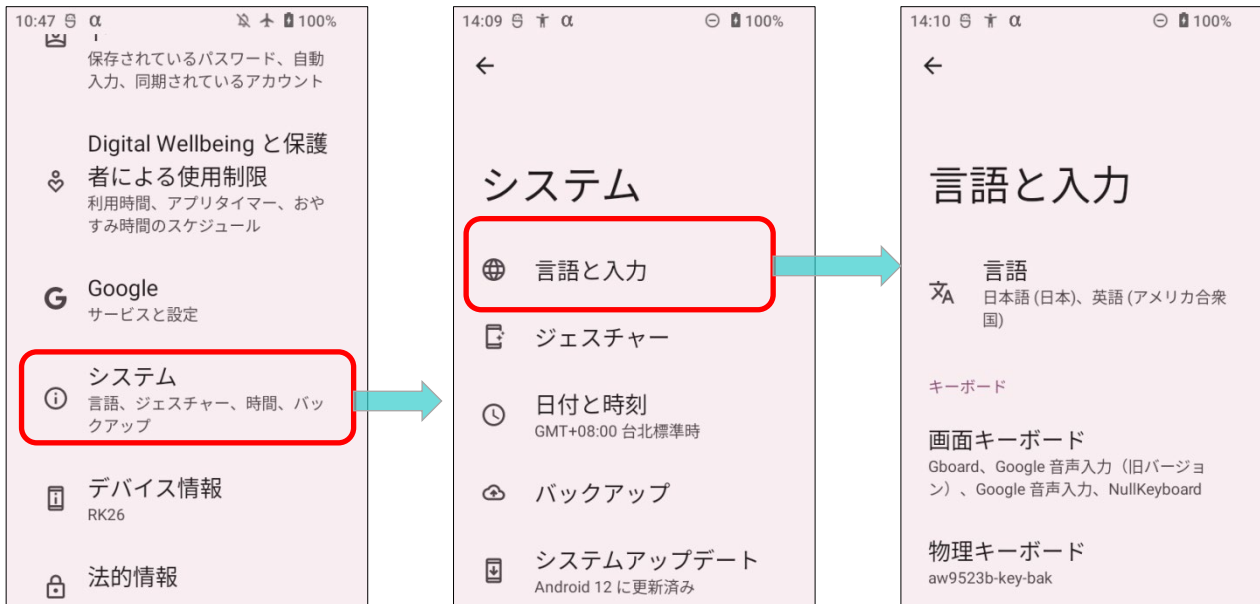 10:47 α 100%
保存されているパスワード、自動
入力、同期されているアカウント
Digital Wellbeing と保護
者による使用制限
利用時間、アプリタイマー、おや
すみ時間のスケジュール
Google
サービスと設定
システム
言語、ジェスチャー、時間、バッ
クアップ
デバイス情報
RK26
法的情報
14:09 α 100%
システム
言語と入力
ジェスチャー
日付と時刻
GMT+08:00 台北標準時
バックアップ
システムアップデート
Android 12 に更新済み
14:10 α 100%
言語と入力
言語
日本語 (日本)、英語 (アメリカ合衆
国)
キーボード
画面キーボード
Gboard、Google 音声入力（旧バージョ
ン）、Google 音声入力、NullKeyboard
物理キーボード
aw9523b-key-bak